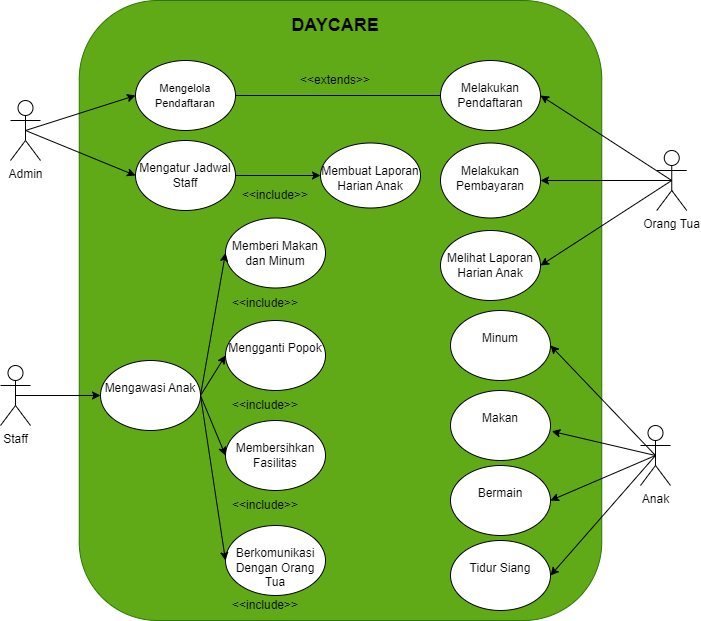 DAYCARE
Mengelola
Pendaftaran
<<extends>>
Melakukan
Pendaftaran
Admin
Mengatur Jadwal
Staff
<<include>>
Membuat Laporan
Harian Anak
Melakukan
Pembayaran
Orang Tua
Memberi Makan
dan Minum
Melihat Laporan
Harian Anak
<<include>>
Mengganti Popok
Minum
Mengawasi Anak
<<include>>
Staff
Makan
Membersihkan
Fasilitas
<<include>>
Bermain
Anak
Berkomunikasi
Dengan Orang
Tua
<<include>>
Tidur Siang